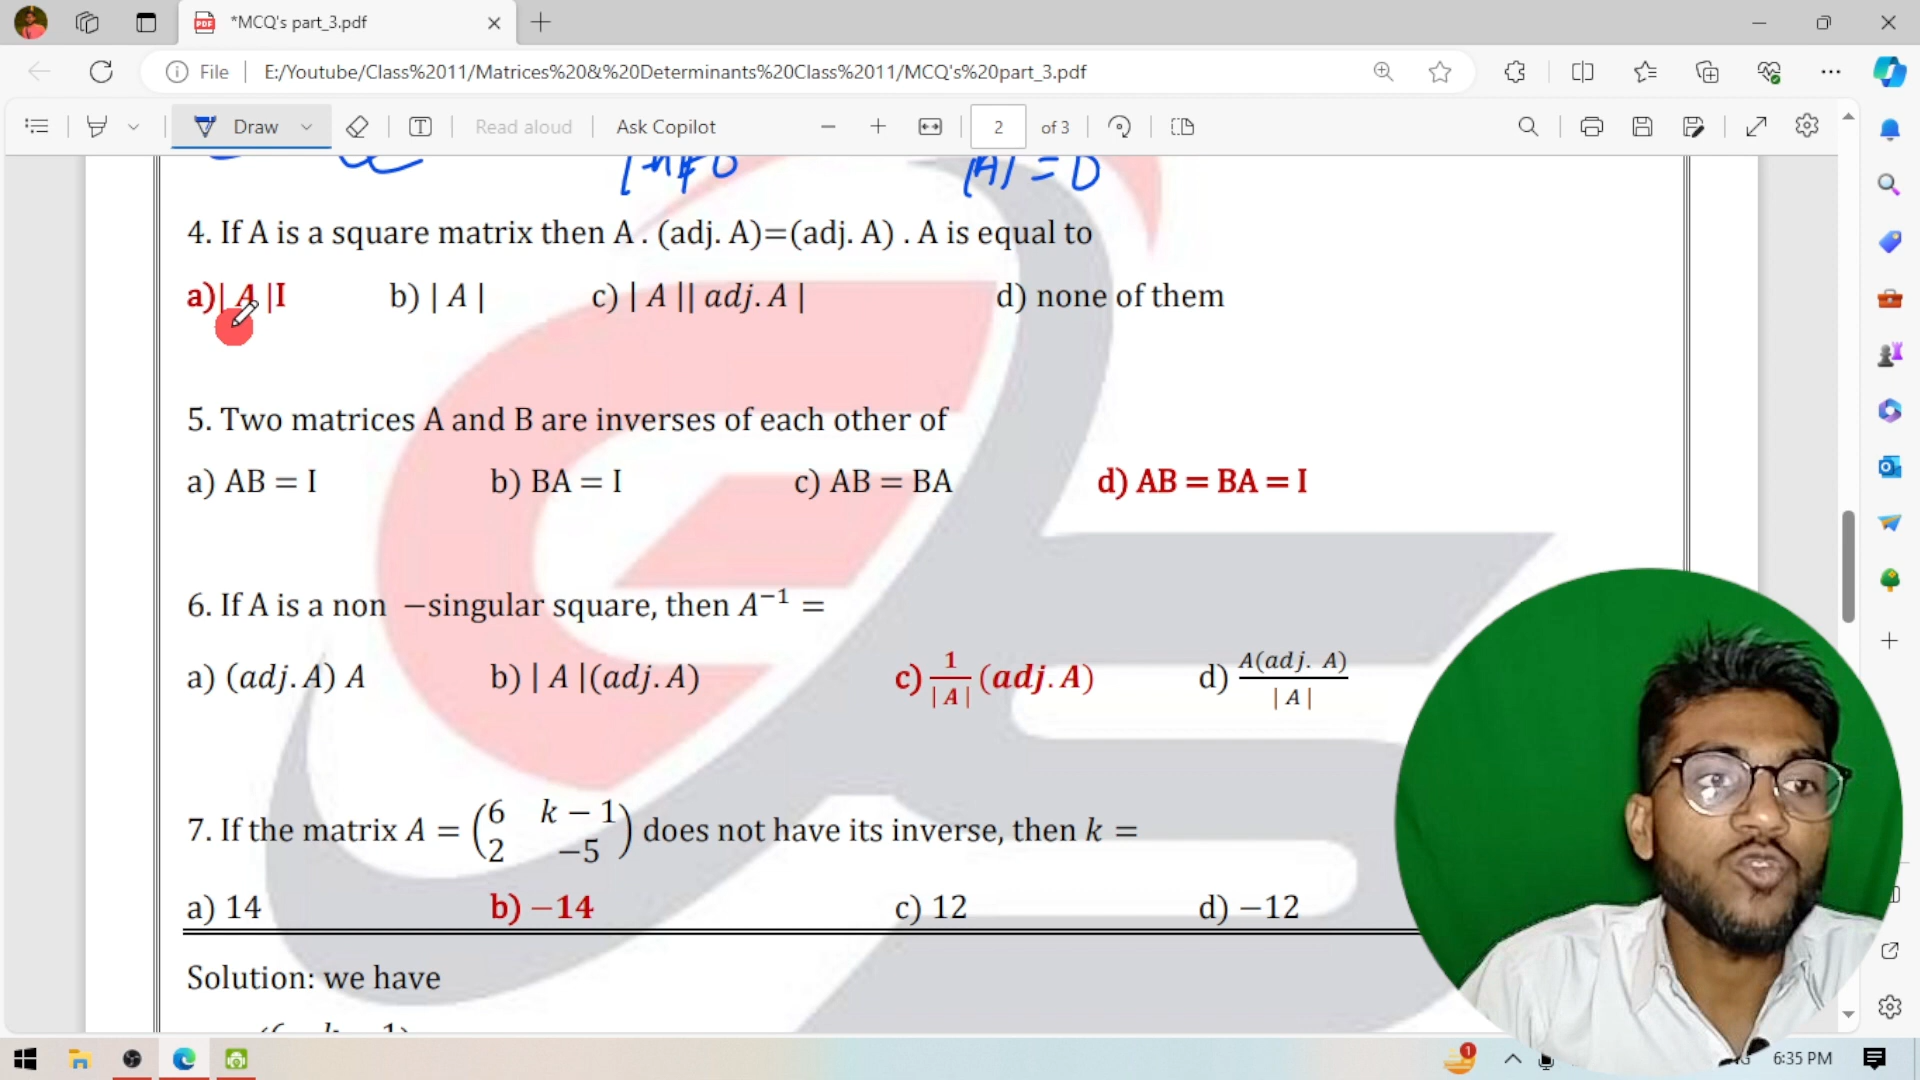 *MCQ's part_3.pdf
File E:/Youtube/Class%2011/Matrices%20&%20Determinants%20Class%2011/MCQ's%20part_3.pdf
Draw Read aloud Ask Copilot 2 of 3
|A| = 0
4. If A is a square matrix then A . (adj. A)=(adj. A) . A is equal to
a)| A |I b) | A | c) | A || adj. A | d) none of them
5. Two matrices A and B are inverses of each other of
a) AB = I b) BA = I c) AB = BA d) AB = BA = I
6. If A is a non −singular square, then A⁻¹ =
a) (adj. A) A b) | A |(adj. A) c) 1/| A | (adj. A) d) A(adj. A)/| A |
7. If the matrix A = (6 k − 1
2 −5) does not have its inverse, then k =
a) 14 b) −14 c) 12 d) −12
Solution: we have
1
6:35 PM